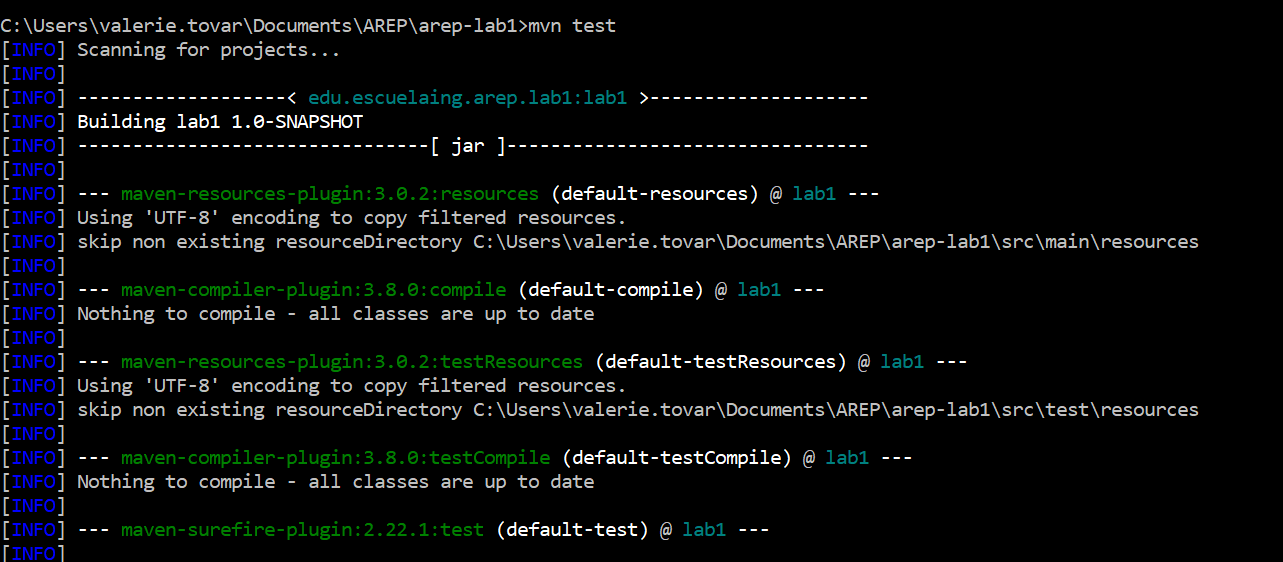 C:\Users\valerie.tovar\Documents\AREP\arep-lab1>mvn test
[INFO] Scanning for projects...
[INFO]
[INFO] -------------------< edu.escuelaing.arep.lab1:lab1 >--------------------
[INFO] Building lab1 1.0-SNAPSHOT
[INFO] --------------------------------[ jar ]---------------------------------
[INFO]
[INFO] --- maven-resources-plugin:3.0.2:resources (default-resources) @ lab1 ---
[INFO] Using 'UTF-8' encoding to copy filtered resources.
[INFO] skip non existing resourceDirectory C:\Users\valerie.tovar\Documents\AREP\arep-lab1\src\main\resources
[INFO]
[INFO] --- maven-compiler-plugin:3.8.0:compile (default-compile) @ lab1 ---
[INFO] Nothing to compile - all classes are up to date
[INFO]
[INFO] --- maven-resources-plugin:3.0.2:testResources (default-testResources) @ lab1 ---
[INFO] Using 'UTF-8' encoding to copy filtered resources.
[INFO] skip non existing resourceDirectory C:\Users\valerie.tovar\Documents\AREP\arep-lab1\src\test\resources
[INFO]
[INFO] --- maven-compiler-plugin:3.8.0:testCompile (default-testCompile) @ lab1 ---
[INFO] Nothing to compile - all classes are up to date
[INFO]
[INFO] --- maven-surefire-plugin:2.22.1:test (default-test) @ lab1 ---
[INFO]